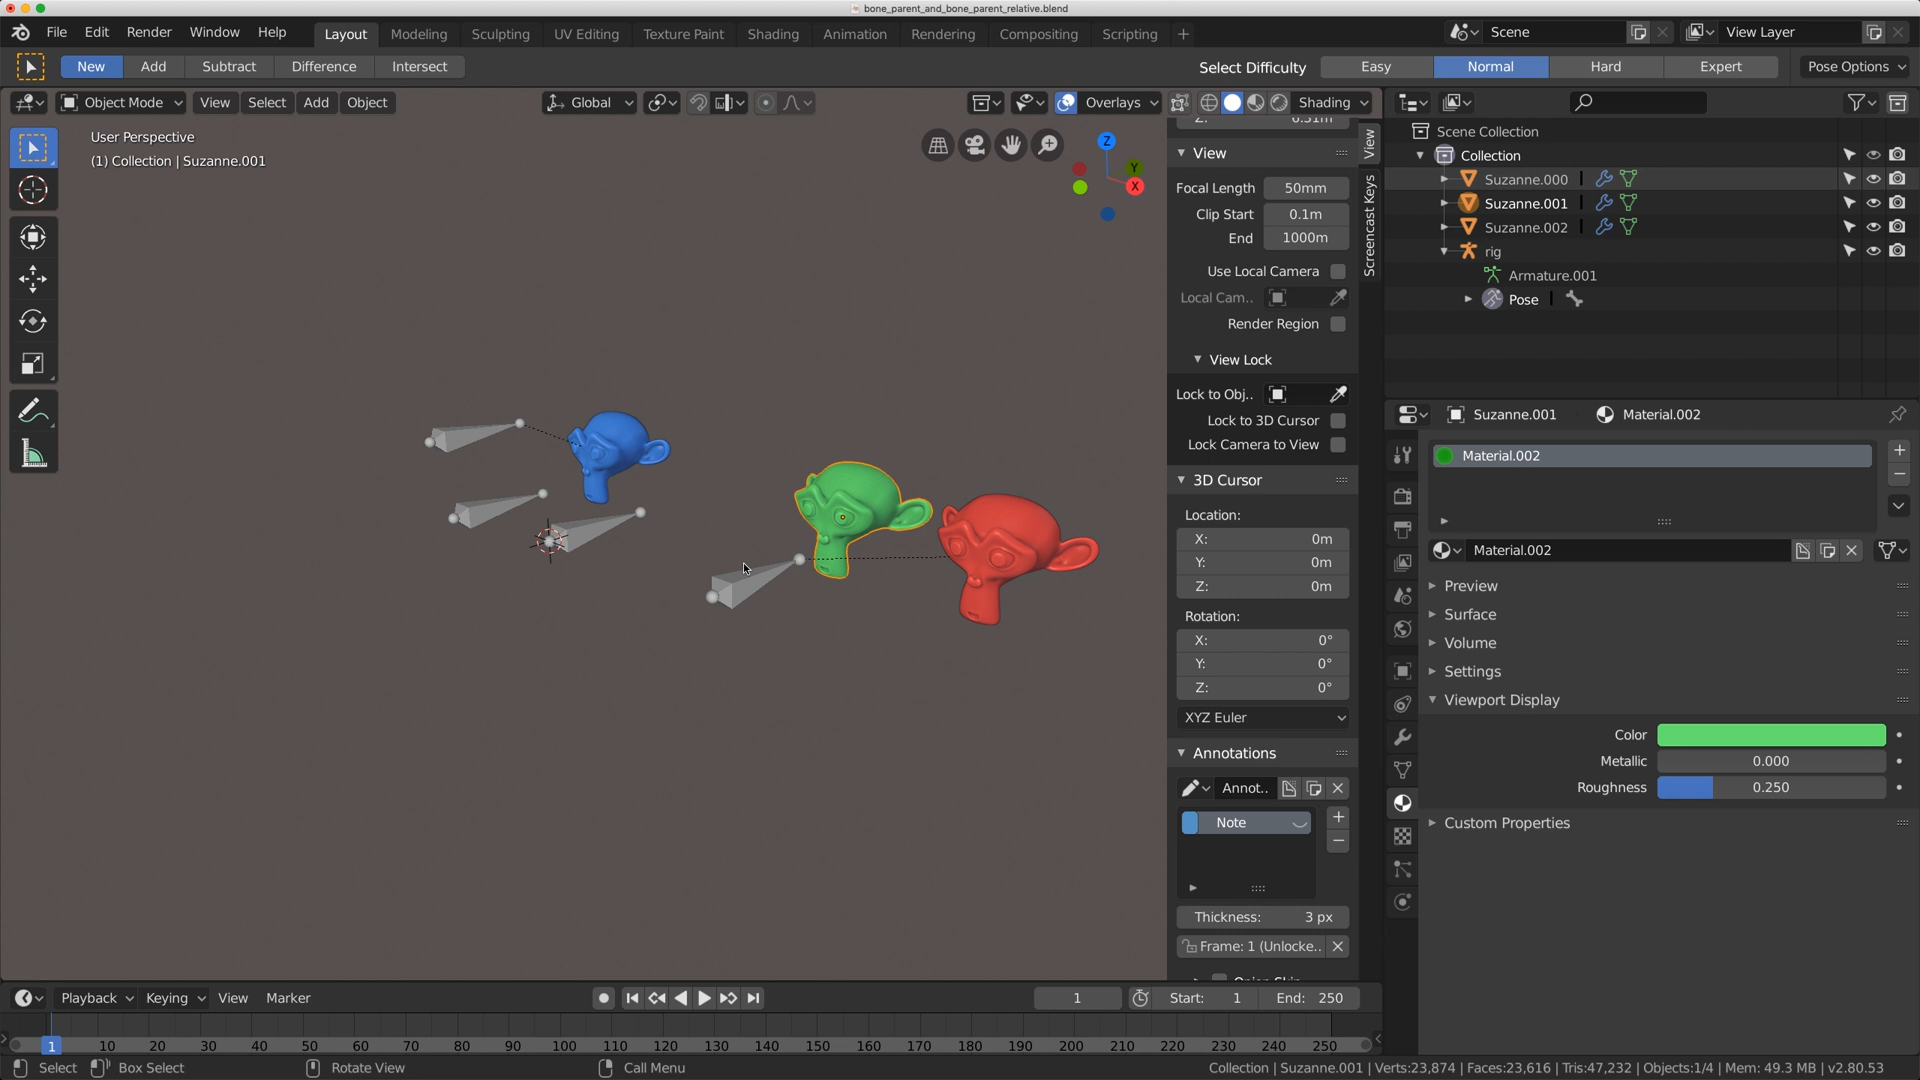 bone_parent_and_bone_parent_relative.blend
File Edit Render Window Help Layout Modeling Sculpting UV Editing Texture Paint Shading Animation Rendering Compositing Scripting + Scene View Layer
New Add Subtract Difference Intersect Select Difficulty Easy Normal Hard Expert Pose Options
Object Mode View Select Add Object Global Overlays Shading
User Perspective
(1) Collection | Suzanne.001
Z
Y
X
View
Focal Length 50mm
Clip Start 0.1m
End 1000m
Use Local Camera
Local Cam..
Render Region
View Lock
Lock to Obj..
Lock to 3D Cursor
Lock Camera to View
3D Cursor
Location:
X: 0m
Y: 0m
Z: 0m
Rotation:
X: 0°
Y: 0°
Z: 0°
XYZ Euler
Annotations
Annot..
Note
Thickness: 3 px
Frame: 1 (Unlocke..
View
Screencast Keys
Scene Collection
Collection
Suzanne.000
Suzanne.001
Suzanne.002
rig
Armature.001
Pose
Suzanne.001 Material.002
Material.002
Material.002
Preview
Surface
Volume
Settings
Viewport Display
Color
Metallic 0.000
Roughness 0.250
Custom Properties
Playback Keying View Marker 1 Start: 1 End: 250
1 10 20 30 40 50 60 70 80 90 100 110 120 130 140 150 160 170 180 190 200 210 220 230 240 250
Select Box Select Rotate View Call Menu Collection | Suzanne.001 | Verts:23,874 | Faces:23,616 | Tris:47,232 | Objects:1/4 | Mem: 49.3 MB | v2.80.53